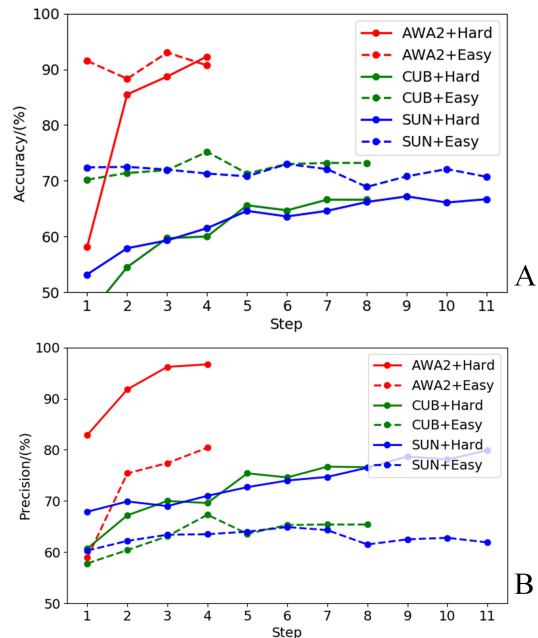 100
90
80
70
60
50
Accuracy/(%)
AWA2+Hard
AWA2+Easy
CUB+Hard
CUB+Easy
SUN+Hard
SUN+Easy
1 2 3 4 5 6 7 8 9 10 11
Step
A
100
90
80
70
60
50
Precision/(%)
AWA2+Hard
AWA2+Easy
CUB+Hard
CUB+Easy
SUN+Hard
SUN+Easy
1 2 3 4 5 6 7 8 9 10 11
Step
B